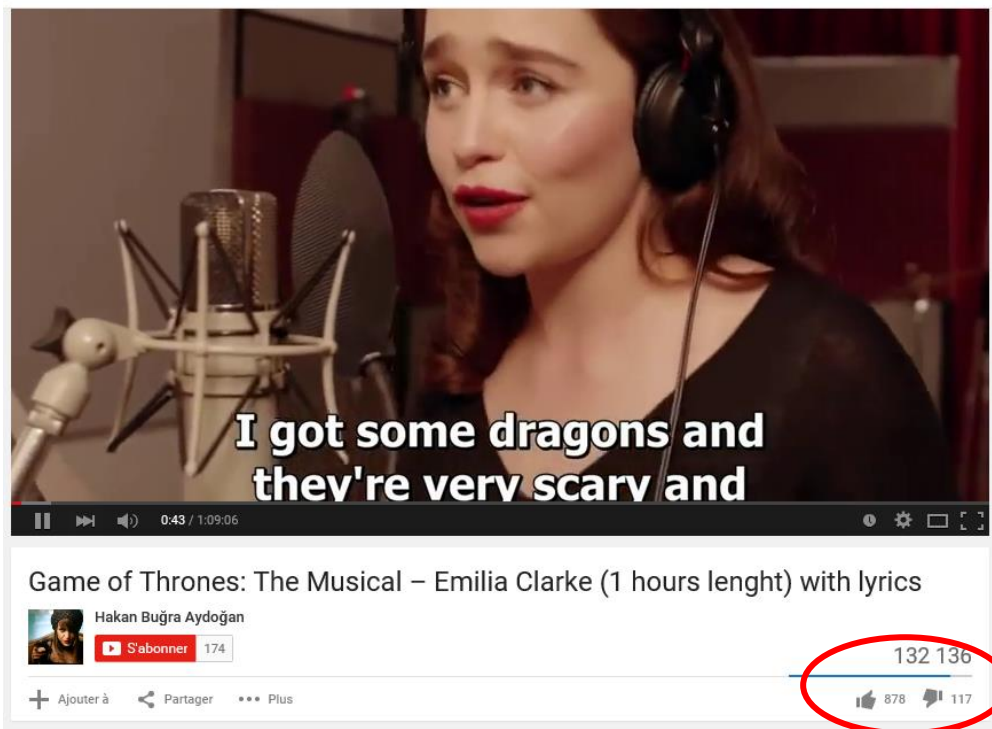 I got some dragons and
they're very scary and
0:43 / 1:09:06
Game of Thrones: The Musical – Emilia Clarke (1 hours lenght) with lyrics
Hakan Buğra Aydoğan
S'abonner 174
132 136
Ajouter à Partager Plus 878 117